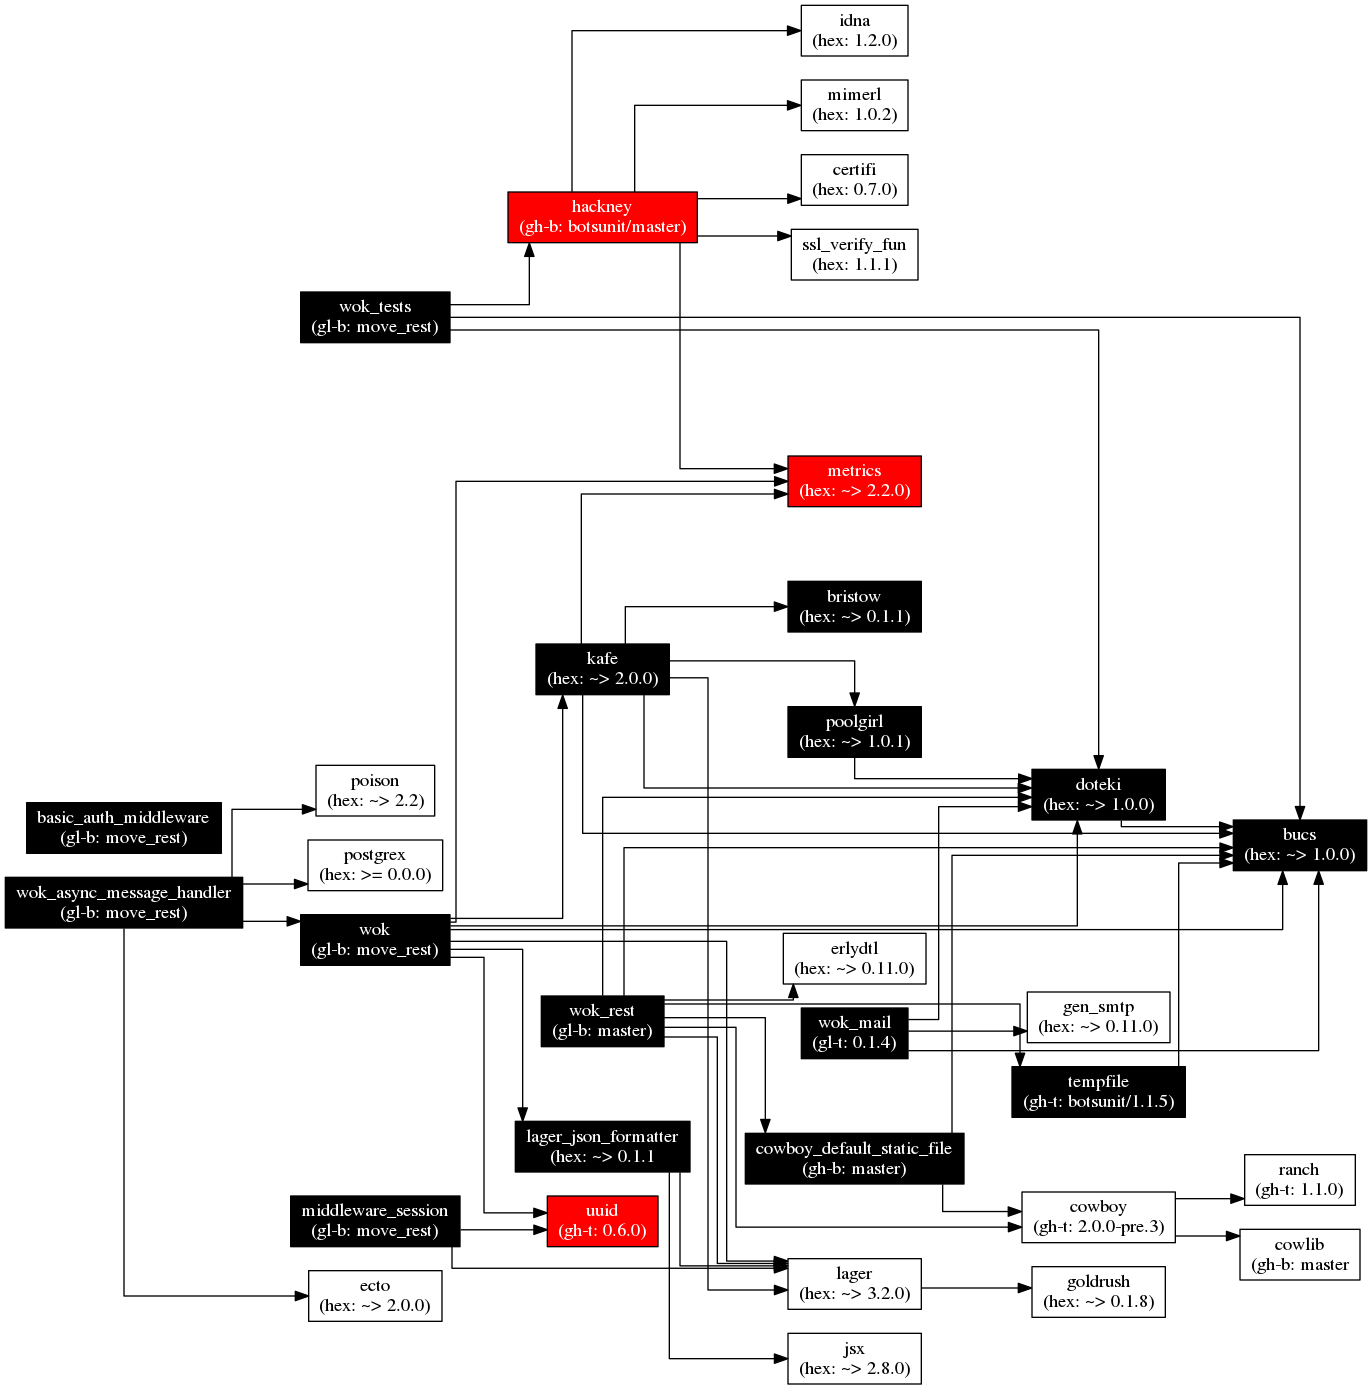 idna
(hex: 1.2.0)
mimerl
(hex: 1.0.2)
certifi
(hex: 0.7.0)
hackney
(gh-b: botsunit/master)
ssl_verify_fun
(hex: 1.1.1)
wok_tests
(gl-b: move_rest)
metrics
(hex: ~> 2.2.0)
bristow
(hex: ~> 0.1.1)
kafe
(hex: ~> 2.0.0)
poolgirl
(hex: ~> 1.0.1)
poison
(hex: ~> 2.2)
doteki
(hex: ~> 1.0.0)
basic_auth_middleware
(gl-b: move_rest)
bucs
(hex: ~> 1.0.0)
postgrex
(hex: >= 0.0.0)
wok_async_message_handler
(gl-b: move_rest)
wok
(gl-b: move_rest)
erlydtl
(hex: ~> 0.11.0)
wok_rest
(gl-b: master)
gen_smtp
(hex: ~> 0.11.0)
wok_mail
(gl-t: 0.1.4)
tempfile
(gh-t: botsunit/1.1.5)
lager_json_formatter
(hex: ~> 0.1.1
cowboy_default_static_file
(gh-b: master)
ranch
(gh-t: 1.1.0)
middleware_session
(gl-b: move_rest)
uuid
(gh-t: 0.6.0)
cowboy
(gh-t: 2.0.0-pre.3)
cowlib
(gh-b: master
lager
(hex: ~> 3.2.0)
ecto
(hex: ~> 2.0.0)
goldrush
(hex: ~> 0.1.8)
jsx
(hex: ~> 2.8.0)